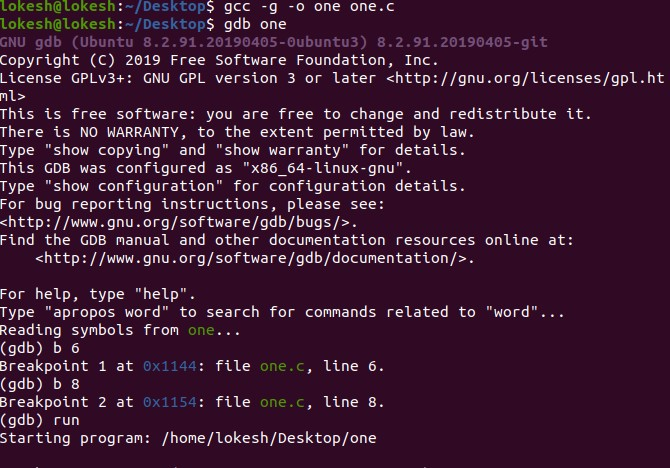 lokesh@lokesh:~/Desktop$ gcc -g -o one one.c
lokesh@lokesh:~/Desktop$ gdb one
GNU gdb (Ubuntu 8.2.91.20190405-0ubuntu3) 8.2.91.20190405-git
Copyright (C) 2019 Free Software Foundation, Inc.
License GPLv3+: GNU GPL version 3 or later <http://gnu.org/licenses/gpl.ht
ml>
This is free software: you are free to change and redistribute it.
There is NO WARRANTY, to the extent permitted by law.
Type "show copying" and "show warranty" for details.
This GDB was configured as "x86_64-linux-gnu".
Type "show configuration" for configuration details.
For bug reporting instructions, please see:
<http://www.gnu.org/software/gdb/bugs/>.
Find the GDB manual and other documentation resources online at:
    <http://www.gnu.org/software/gdb/documentation/>.

For help, type "help".
Type "apropos word" to search for commands related to "word"...
Reading symbols from one...
(gdb) b 6
Breakpoint 1 at 0x1144: file one.c, line 6.
(gdb) b 8
Breakpoint 2 at 0x1154: file one.c, line 8.
(gdb) run
Starting program: /home/lokesh/Desktop/one